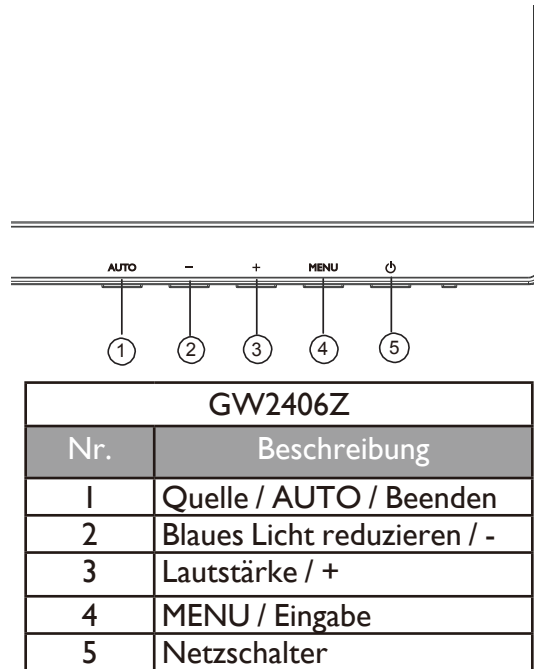 AUTO - + MENU
1 2 3 4 5
GW2406Z
Nr. Beschreibung
1 Quelle / AUTO / Beenden
2 Blaues Licht reduzieren / -
3 Lautstärke / +
4 MENU / Eingabe
5 Netzschalter